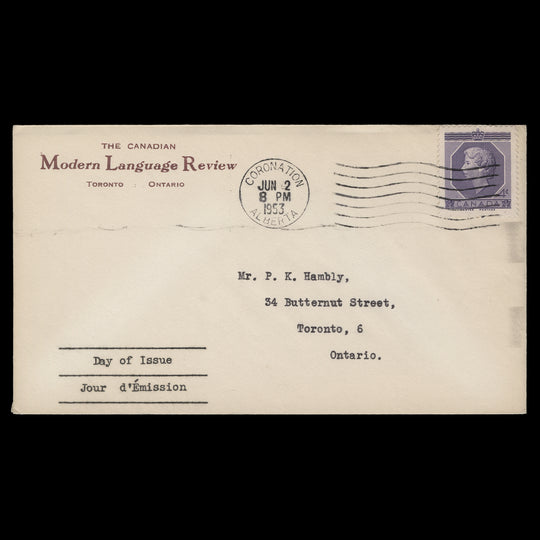 THE CANADIAN
Modern Language Review
TORONTO : ONTARIO
CORONATION
JUN 2
8 PM
1953
ALBERTA
4¢
CANADA
Mr. P. K. Hambly,
34 Butternut Street,
Toronto, 6
Ontario.
Day of Issue
Jour d'Émission